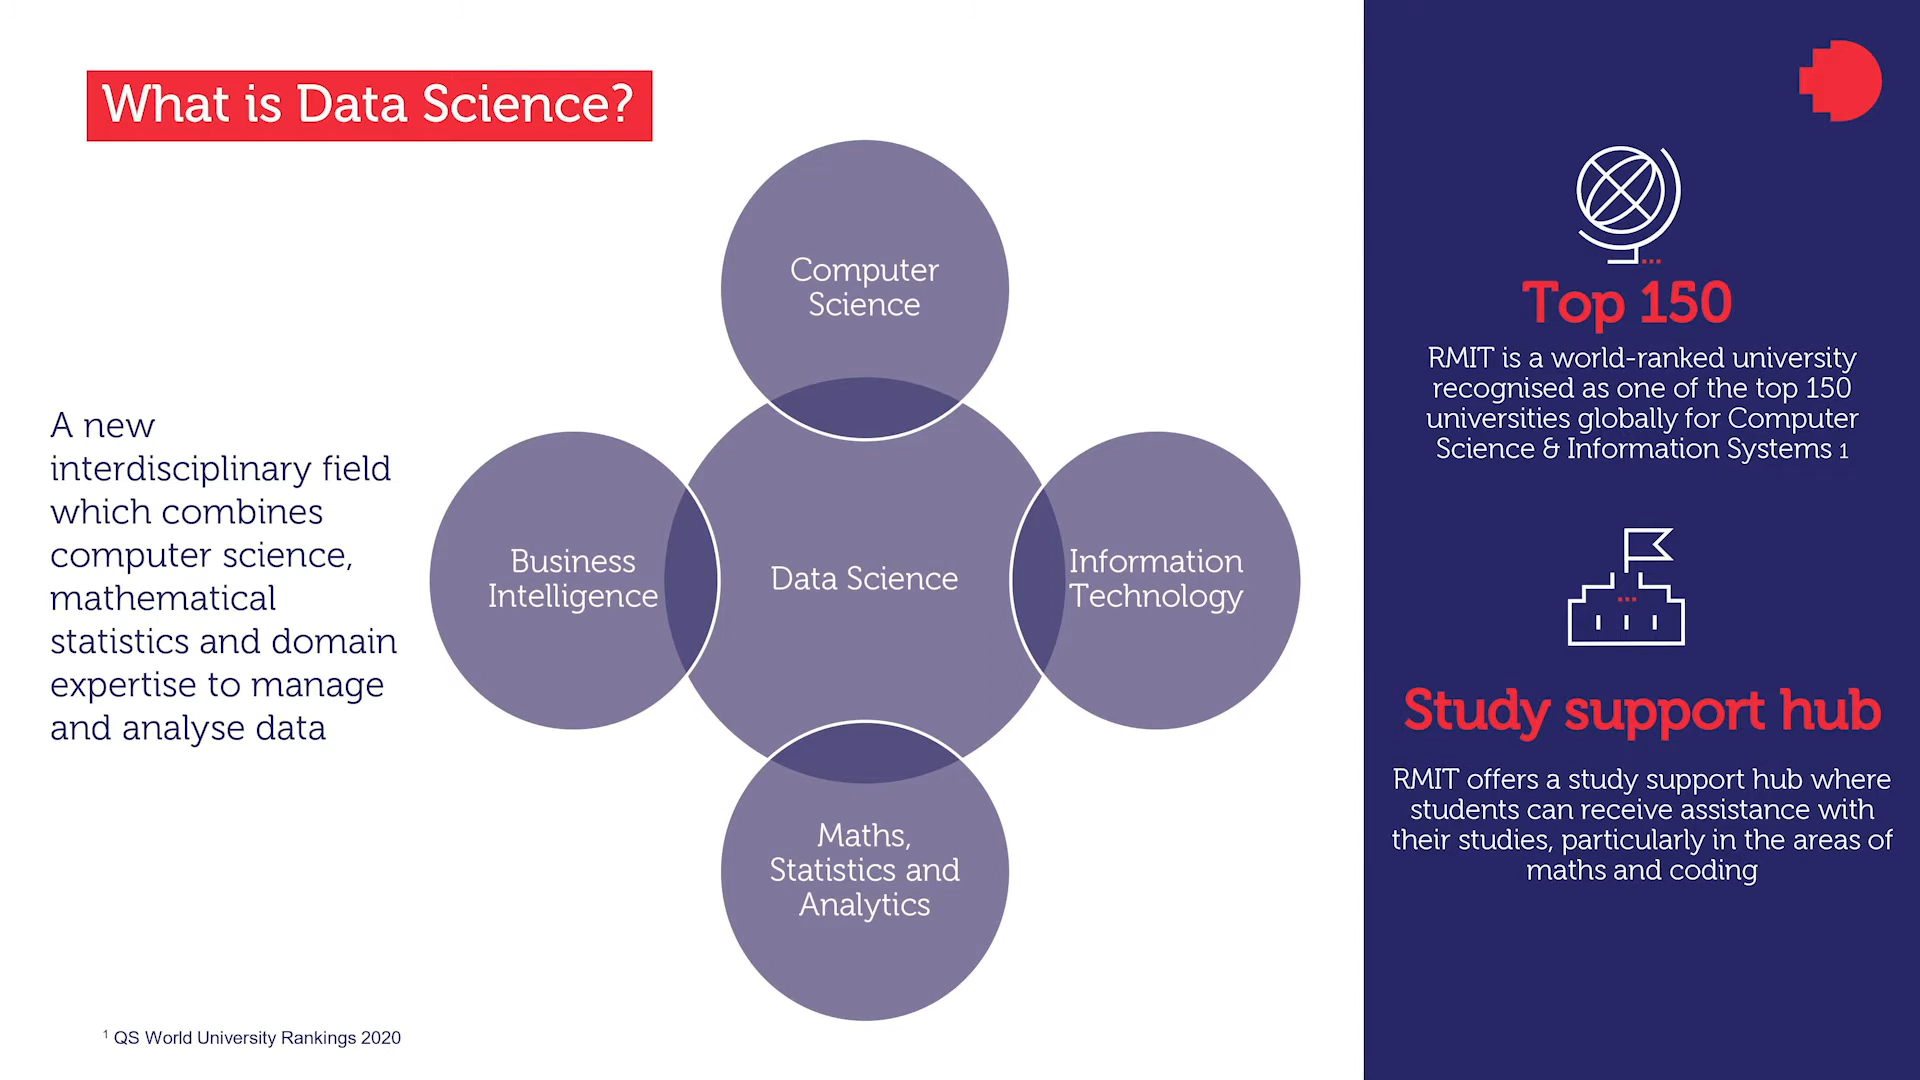 What is Data Science?
A new
interdisciplinary field
which combines
computer science,
mathematical
statistics and domain
expertise to manage
and analyse data
Computer
Science
Business
Intelligence
Data Science
Information
Technology
Maths,
Statistics and
Analytics
1 QS World University Rankings 2020
Top 150
RMIT is a world-ranked university
recognised as one of the top 150
universities globally for Computer
Science & Information Systems 1
Study support hub
RMIT offers a study support hub where
students can receive assistance with
their studies, particularly in the areas of
maths and coding